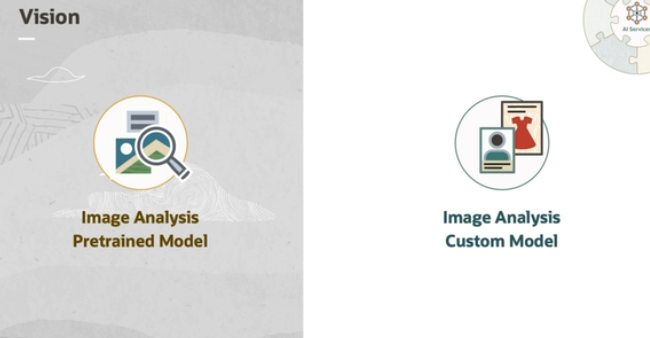 Vision
AI Services
Image Analysis
Pretrained Model
Image Analysis
Custom Model